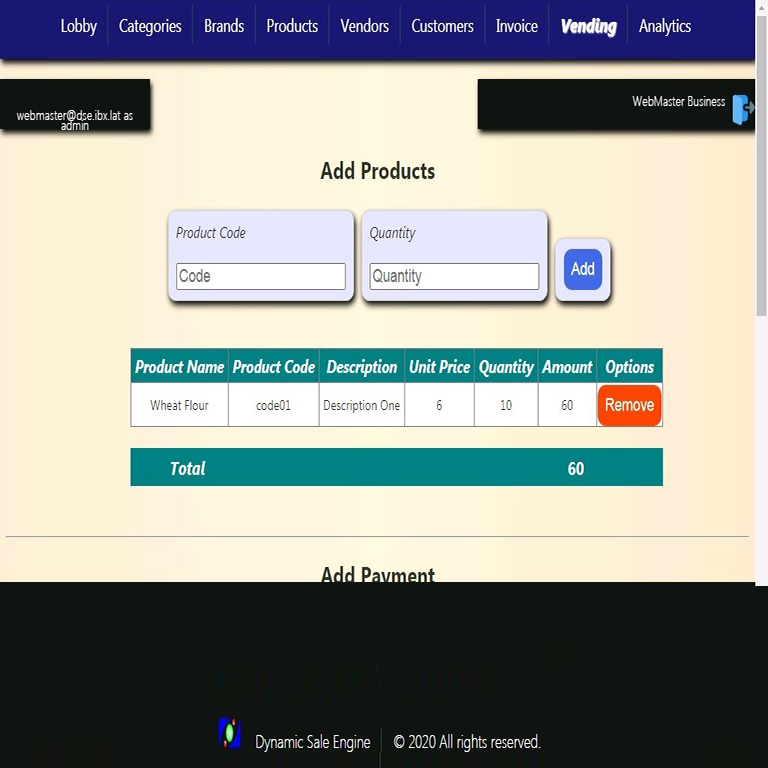 Lobby Categories Brands Products Vendors Customers Invoice Vending Analytics
webmaster@dse.ibx.lat as
admin
WebMaster Business
Add Products
Product Code Quantity
Code Quantity Add
Product Name Product Code Description Unit Price Quantity Amount Options
Wheat Flour code01 Description One 6 10 60 Remove
Total 60
Add Payment
Dynamic Sale Engine © 2020 All rights reserved.